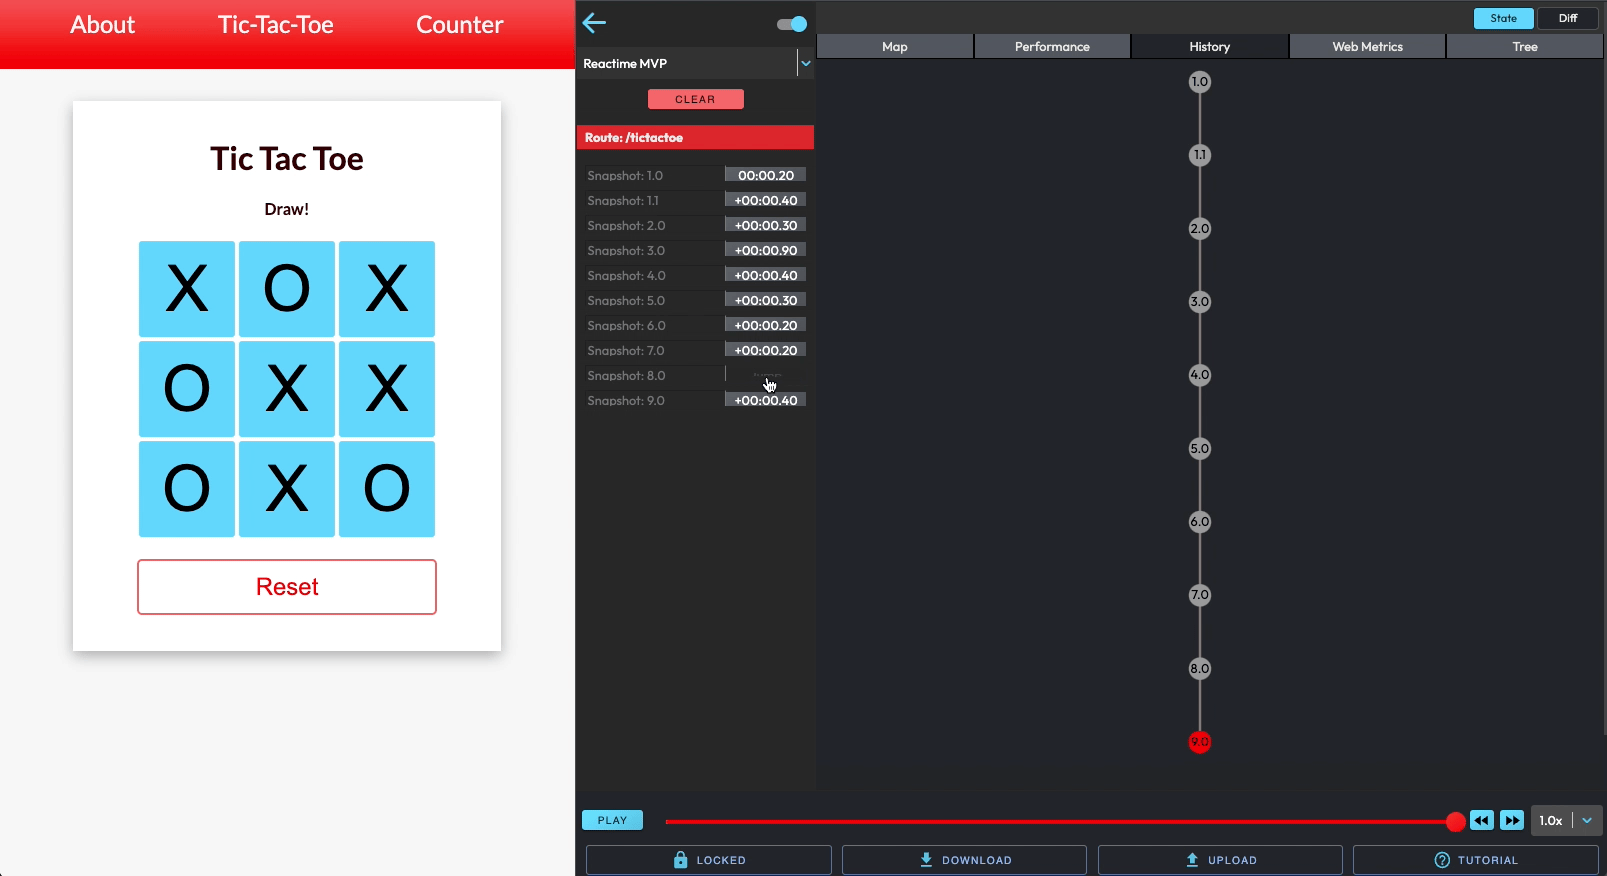 About Tic-Tac-Toe Counter
Tic Tac Toe
Draw!
X O X
O X X
O X O
Reset
Reactime MVP
CLEAR
Route: /tictactoe
Snapshot: 1.0 00:00.20
Snapshot: 1.1 +00:00.40
Snapshot: 2.0 +00:00.30
Snapshot: 3.0 +00:00.90
Snapshot: 4.0 +00:00.40
Snapshot: 5.0 +00:00.30
Snapshot: 6.0 +00:00.20
Snapshot: 7.0 +00:00.20
Snapshot: 8.0
Snapshot: 9.0 +00:00.40
State Diff
Map Performance History Web Metrics Tree
1.0
1.1
2.0
3.0
4.0
5.0
6.0
7.0
8.0
9.0
PLAY 1.0x
LOCKED DOWNLOAD UPLOAD TUTORIAL